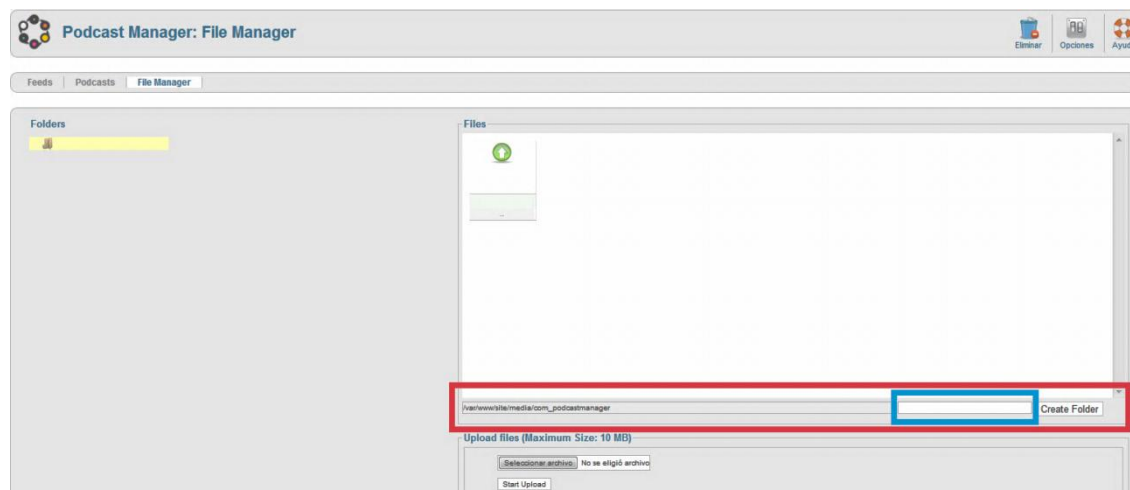 Podcast Manager: File Manager
Eliminar
Opciones
Ayud
Feeds
Podcasts
File Manager
Folders
Files
..
/var/www/site/media/com_podcastmanager
Create Folder
Upload files (Maximum Size: 10 MB)
Seleccionar archivo No se eligió archivo
Start Upload